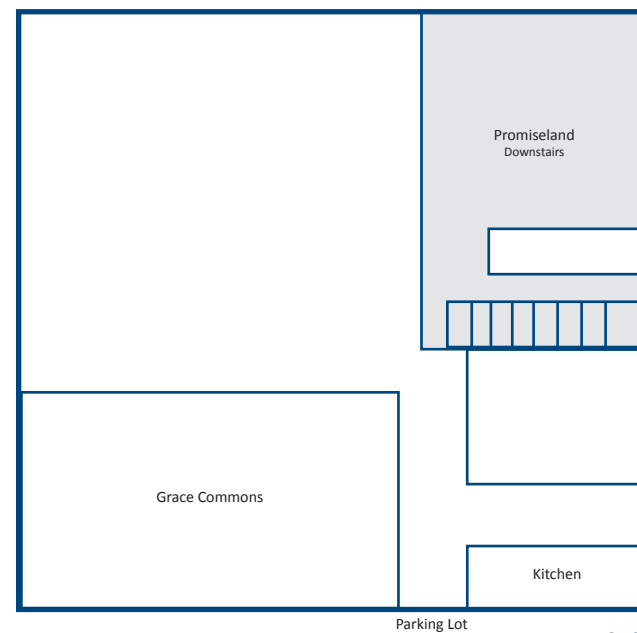 Promiseland
Downstairs
Grace Commons
Kitchen
Parking Lot